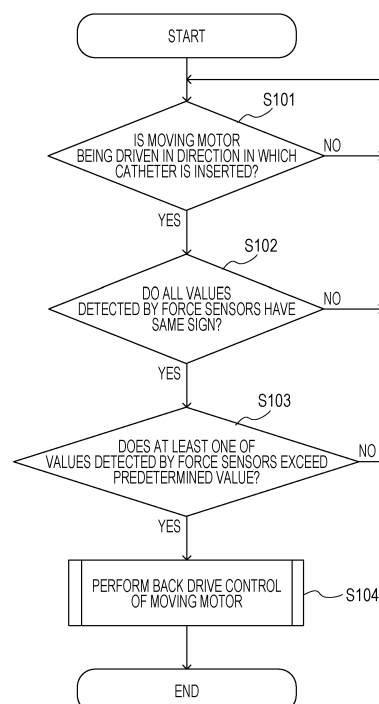 START
S101
IS MOVING MOTOR
BEING DRIVEN IN DIRECTION IN WHICH
CATHETER IS INSERTED?
NO
YES
S102
DO ALL VALUES
DETECTED BY FORCE SENSORS HAVE
SAME SIGN?
NO
YES
S103
DOES AT LEAST ONE OF
VALUES DETECTED BY FORCE SENSORS EXCEED
PREDETERMINED VALUE?
NO
YES
PERFORM BACK DRIVE CONTROL
OF MOVING MOTOR
S104
END